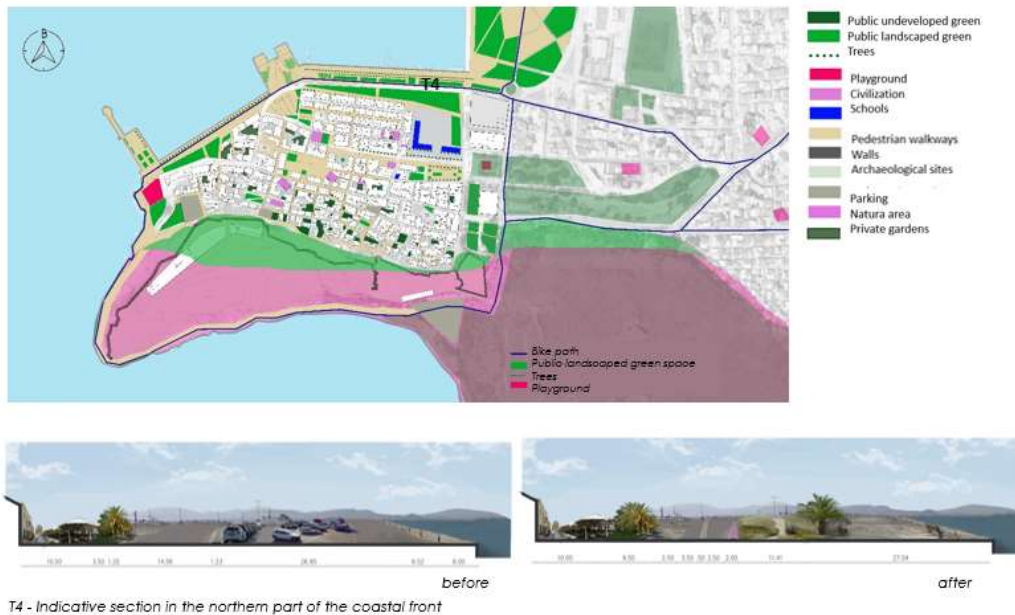 B
T4
Public undeveloped green
Public landscaped green
Trees
Playground
Civilization
Schools
Pedestrian walkways
Walls
Archaeological sites
Parking
Natura area
Private gardens
Bike path
Public landscaped green space
Trees
Playground
before
after
T4 - Indicative section in the northern part of the coastal front